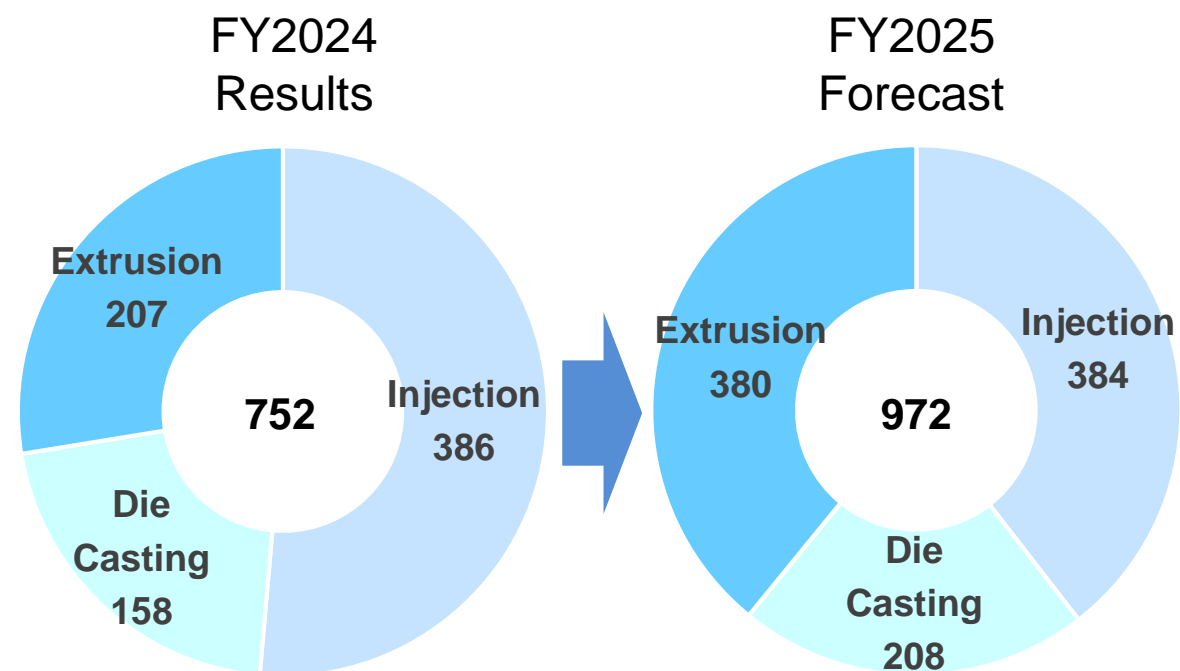 FY2024
Results
Extrusion
207
Injection
386
Die
Casting
158
752
FY2025
Forecast
Extrusion
380
Injection
384
Die
Casting
208
972